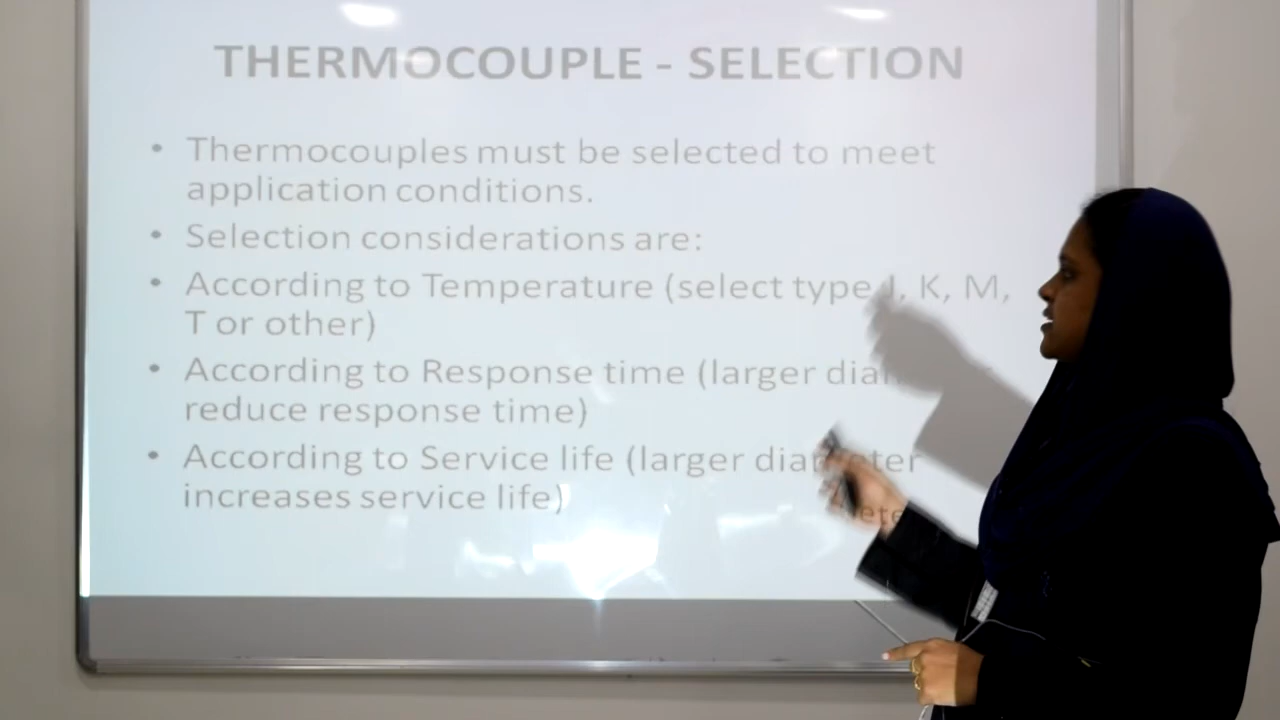 THERMOCOUPLE - SELECTION
• Thermocouples must be selected to meet
application conditions.
• Selection considerations are:
• According to Temperature (select type J, K, M,
T or other)
• According to Response time (larger
reduce response time)
• According to Service life (larger diameter
increases service life)